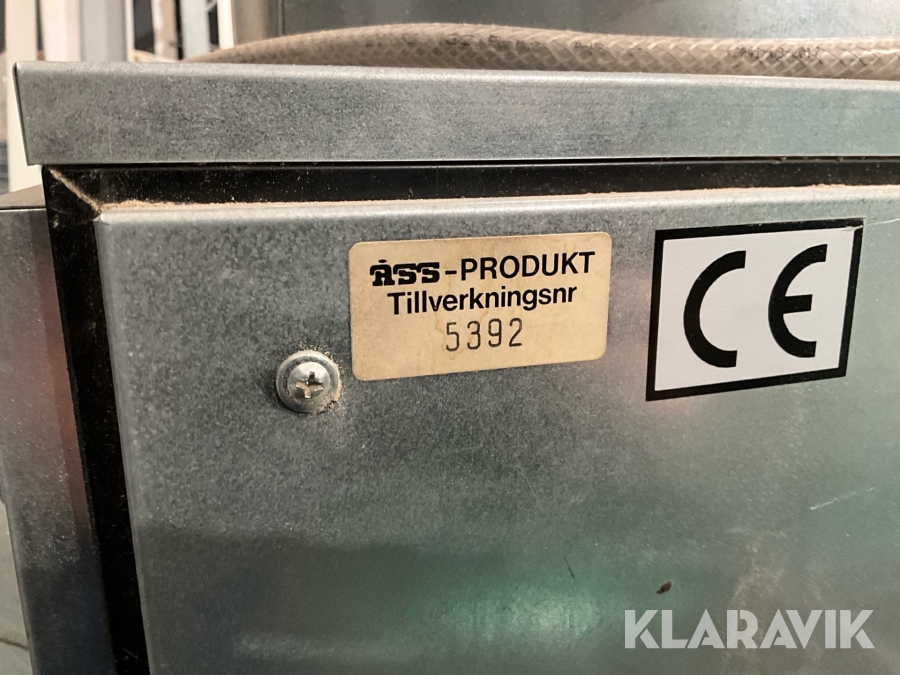 ÅSS-PRODUKT
Tillverkningsnr
5392
CE
KLARAVIK